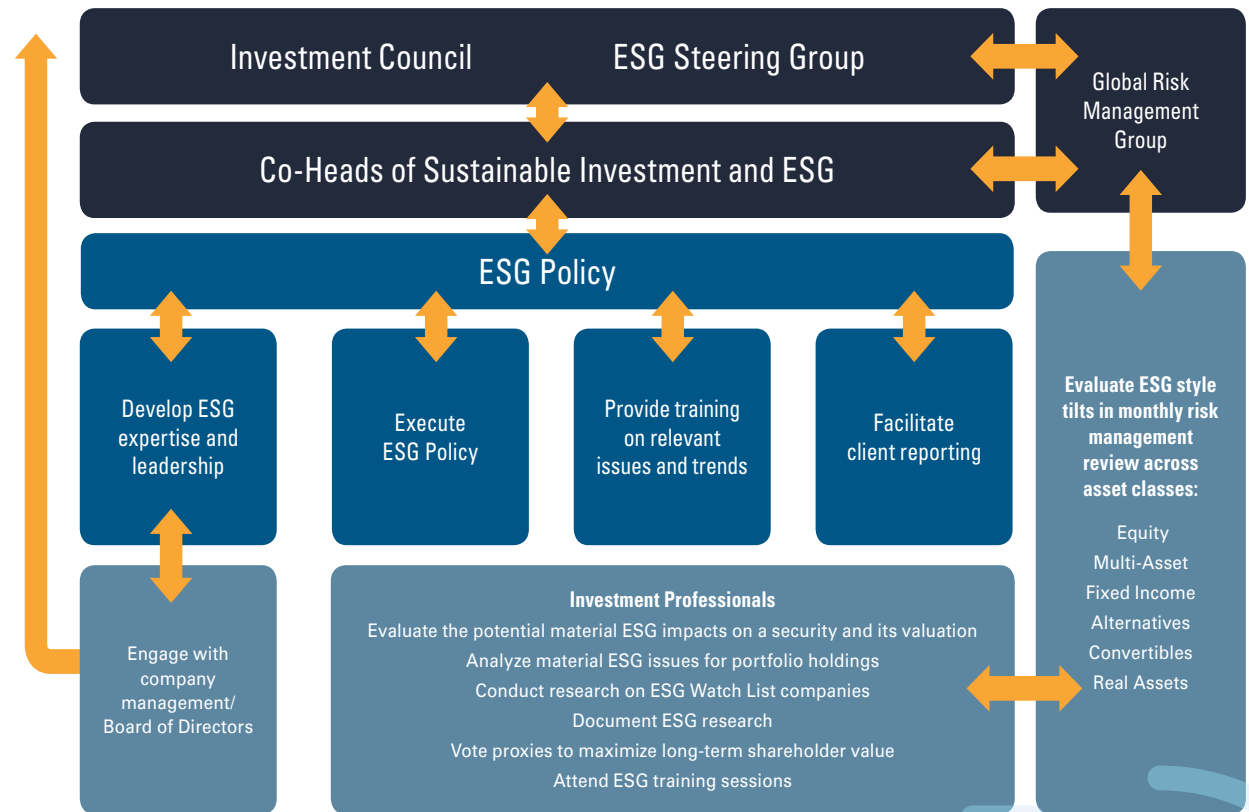 Investment Council
ESG Steering Group
Global Risk
Management
Group
Co-Heads of Sustainable Investment and ESG
ESG Policy
Develop ESG
expertise and
leadership
Execute
ESG Policy
Provide training
on relevant
issues and trends
Facilitate
client reporting
Evaluate ESG style
tilts in monthly risk
management
review across
asset classes:
Equity
Multi-Asset
Fixed Income
Alternatives
Convertibles
Real Assets
Engage with
company
management/
Board of Directors
Investment Professionals
Evaluate the potential material ESG impacts on a security and its valuation
Analyze material ESG issues for portfolio holdings
Conduct research on ESG Watch List companies
Document ESG research
Vote proxies to maximize long-term shareholder value
Attend ESG training sessions